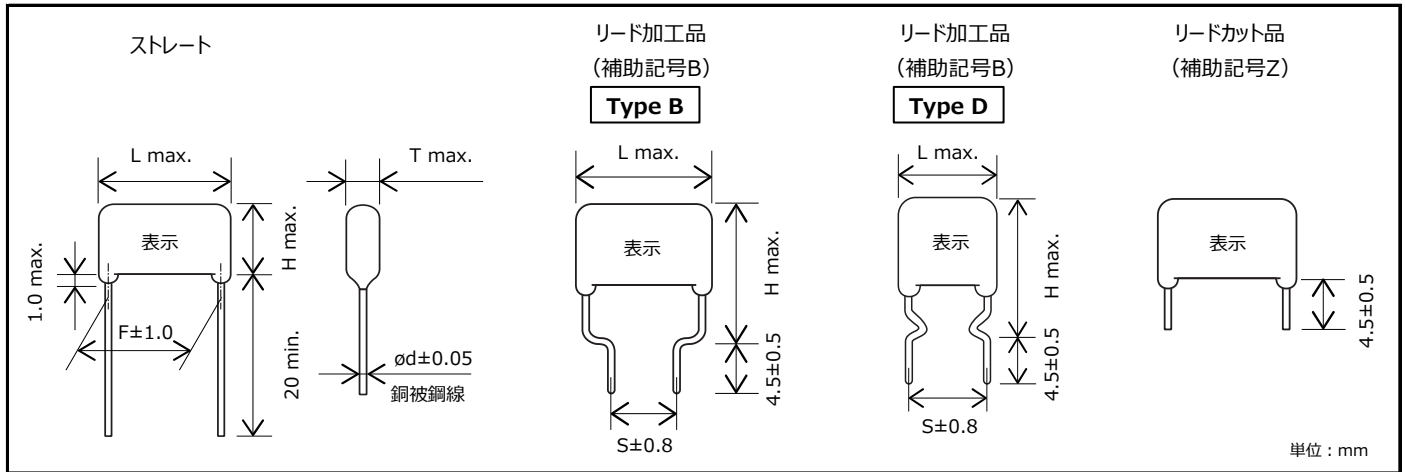 ストレート
L max.
T max.
表示
H max.
1.0 max.
F±1.0
20 min.
ød±0.05
銅被鋼線
リード加工品
(補助記号B)
Type B
L max.
表示
H max.
4.5±0.5
S±0.8
リード加工品
(補助記号B)
Type D
L max.
表示
H max.
4.5±0.5
S±0.8
リードカット品
(補助記号Z)
表示
4.5±0.5
単位：mm